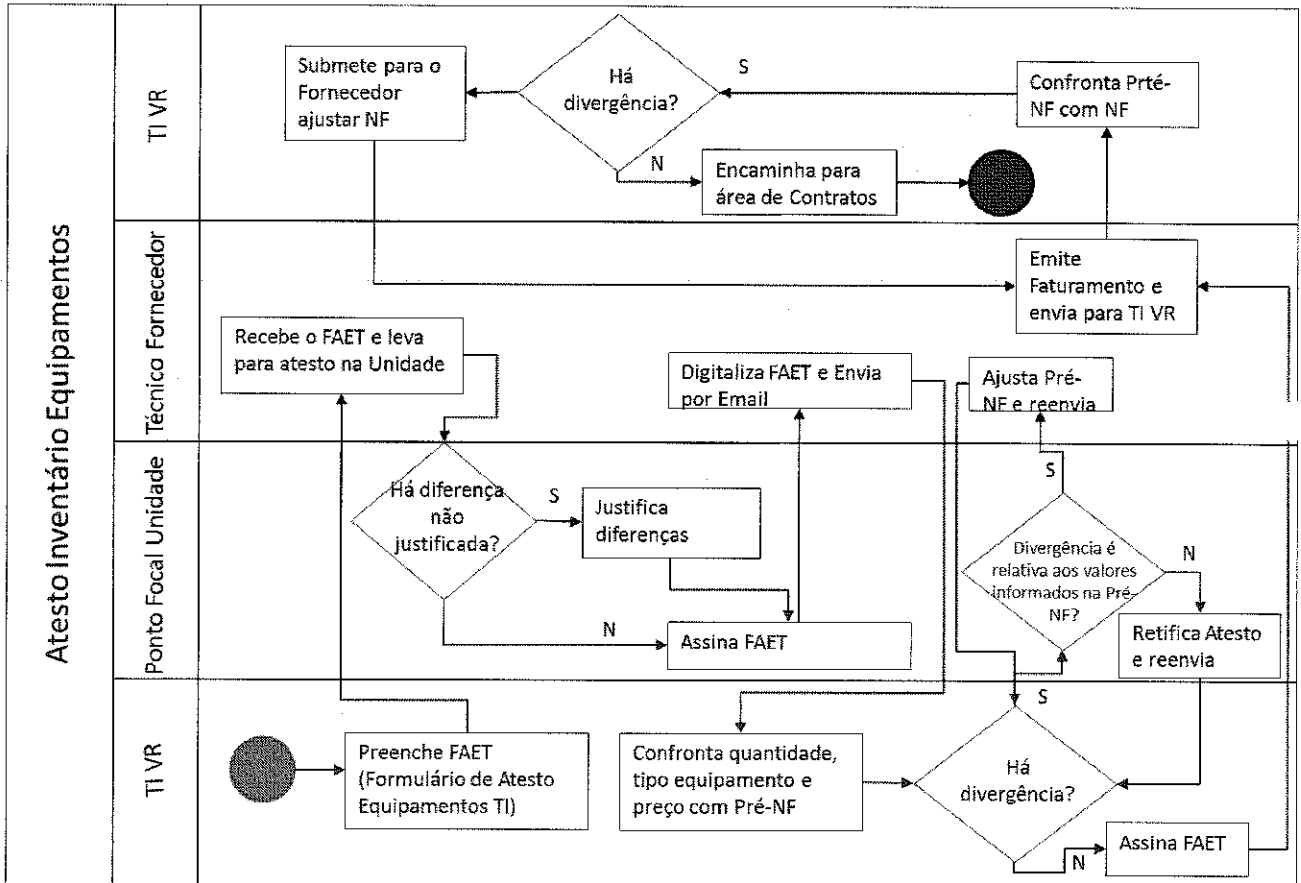 Atesto Inventário Equipamentos
TI VR
Submete para o
Fornecedor
ajustar NF
Há
divergência?
S
N
Confronta Prté-
NF com NF
Encaminha para
área de Contratos
Técnico Fornecedor
Emite
Faturamento e
envia para TI VR
Recebe o FAET e leva
para atesto na Unidade
Digitaliza FAET e Envia
por Email
Ajusta Pré-
NF e reenvia
Ponto Focal Unidade
Há diferença
não
justificada?
S
N
Justifica
diferenças
Assina FAET
S
Divergência é
relativa aos valores
informados na Pré-
NF?
N
Retifica Atesto
e reenvia
TI VR
Preenche FAET
(Formulário de Atesto
Equipamentos TI)
Confronta quantidade,
tipo equipamento e
preço com Pré-NF
S
Há
divergência?
N
Assina FAET